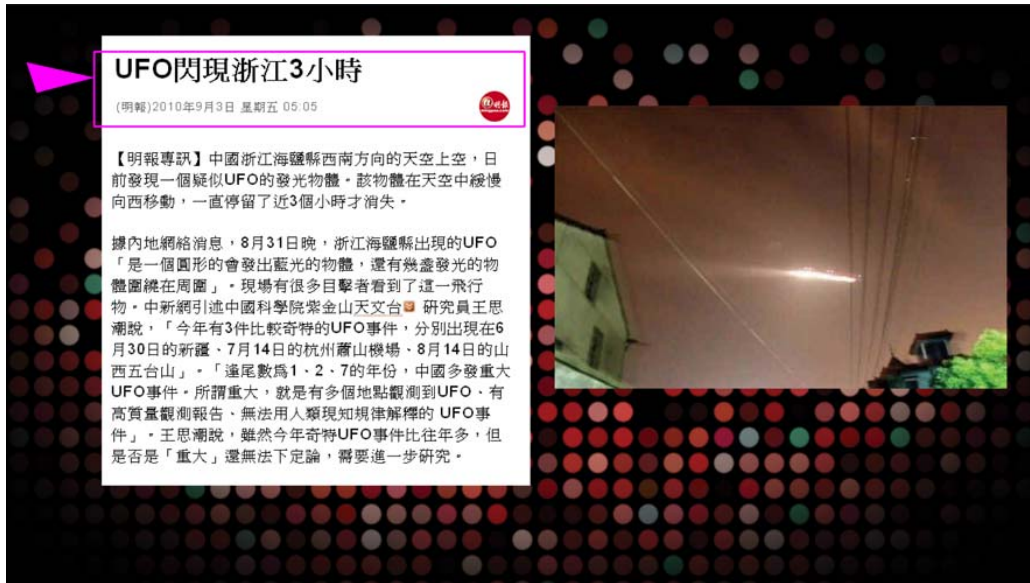 UFO閃現浙江3小時
(明報)2010年9月3日 星期五 05:05
明報
【明報專訊】中國浙江海鹽縣西南方向的天空上空，日
前發現一個疑似UFO的發光物體。該物體在天空中緩慢
向西移動，一直停留了近3個小時才消失。
據內地網絡消息，8月31日晚，浙江海鹽縣出現的UFO
「是一個圓形的會發出藍光的物體，還有幾盞發光的物
體圍繞在周圍」。現場有很多目擊者看到了這一飛行
物。中新網引述中國科學院紫金山天文台 研究員王思
潮說，「今年有3件比較奇特的UFO事件，分別出現在6
月30日的新疆、7月14日的杭州蕭山機場、8月14日的山
西五台山」。「逢尾數為1、2、7的年份，中國多發重大
UFO事件。所謂重大，就是有多個地點觀測到UFO、有
高質量觀測報告、無法用人類現知規律解釋的 UFO事
件」。王思潮說，雖然今年奇特UFO事件比往年多，但
是否是「重大」還無法下定論，需要進一步研究。